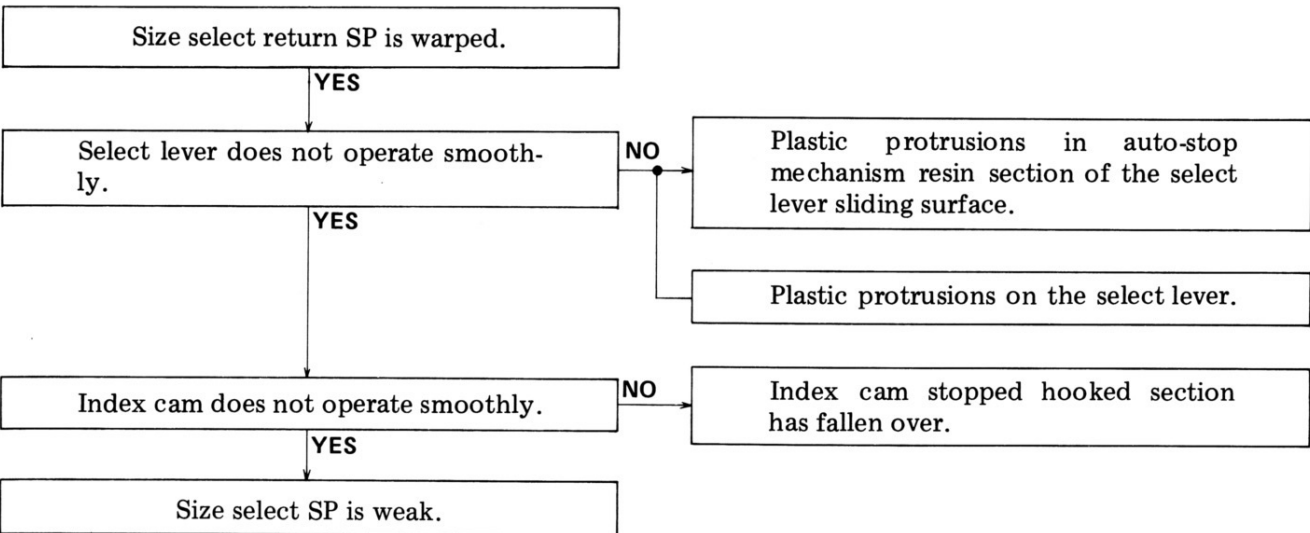 Size select return SP is warped.
YES
Select lever does not operate smooth-
ly.
NO
Plastic protrusions in auto-stop
mechanism resin section of the select
lever sliding surface.
YES
Plastic protrusions on the select lever.
Index cam does not operate smoothly.
NO
Index cam stopped hooked section
has fallen over.
YES
Size select SP is weak.